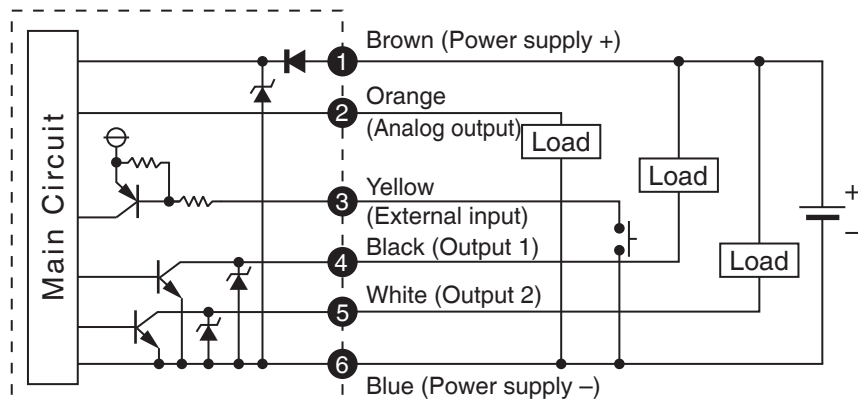 Main Circuit
1
Brown (Power supply +)
2
Orange
(Analog output)
Load
3
Yellow
(External input)
Load
+
−
4
Black (Output 1)
Load
5
White (Output 2)
6
Blue (Power supply –)